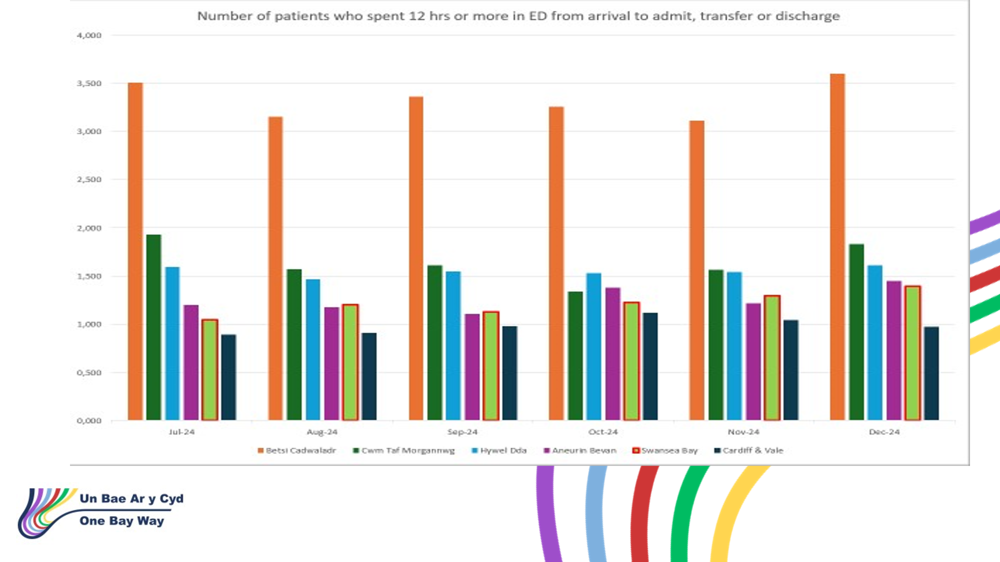 Number of patients who spent 12 hrs or more in ED from arrival to admit, transfer or discharge
4,000
3,500
3,000
2,500
2,000
1,500
1,000
0,500
0,000
Jul-24 Aug-24 Sep-24 Oct-24 Nov-24 Dec-24
Betsi Cadwaladr Cwm Taf Morgannwg Hywel Dda Aneurin Bevan Swansea Bay Cardiff & Vale
Un Bae Ar y Cyd
One Bay Way